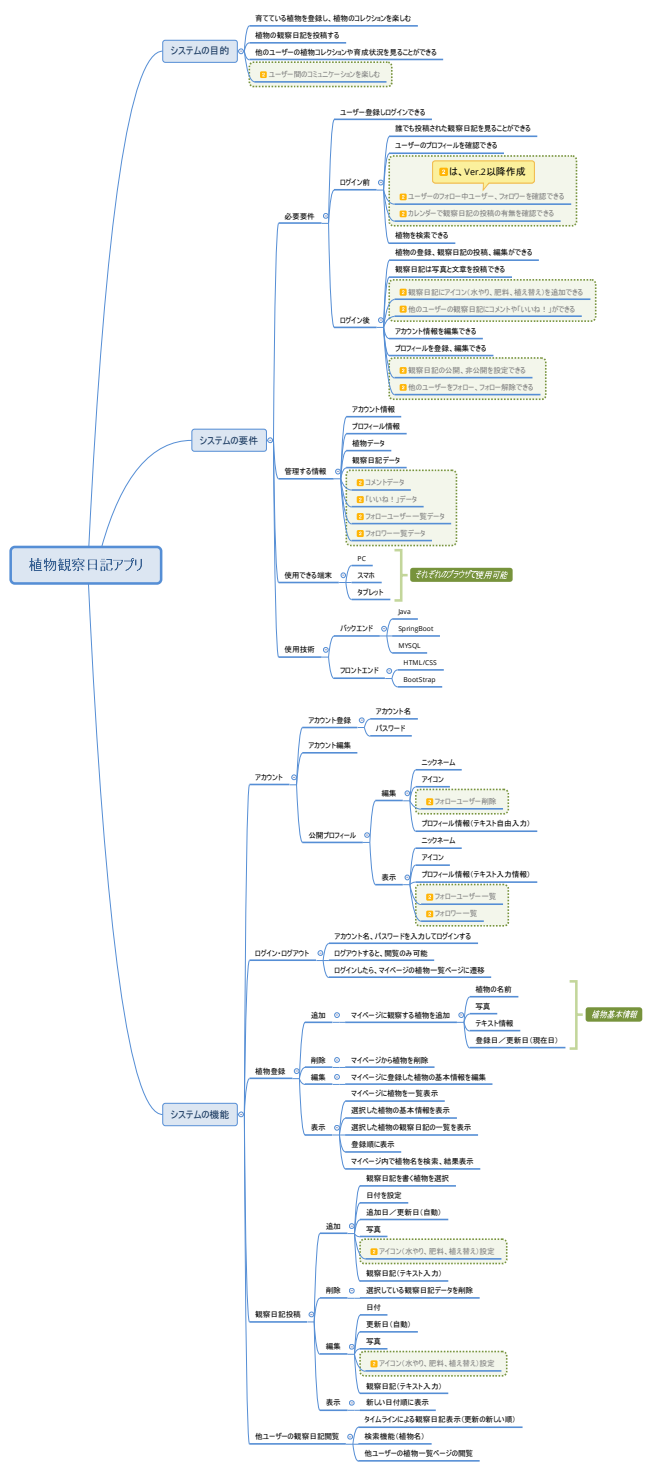 育てている植物を登録し、植物のコレクションを楽しむ
植物の観察日記を投稿する
システムの目的
他のユーザーの植物コレクションや育成状況を見ることができる
2 ユーザー間のコミュニケーションを楽しむ
ユーザー登録しログインできる
誰でも投稿された観察日記を見ることができる
ユーザーのプロフィールを確認できる
2は、Ver.2以降作成
ログイン前
2 ユーザーのフォロー中ユーザー、フォロワーを確認できる
2 カレンダーで観察日記の投稿の有無を確認できる
必要要件
植物を検索できる
植物の登録、観察日記の投稿、編集ができる
観察日記は写真と文章を投稿できる
2 観察日記にアイコン(水やり、肥料、植え替え)を追加できる
2 他のユーザーの観察日記にコメントや「いいね!」ができる
ログイン後
アカウント情報を編集できる
プロフィールを登録、編集できる
2 観察日記の公開、非公開を設定できる
2 他のユーザーをフォロー、フォロー解除できる
アカウント情報
プロフィール情報
システムの要件
植物データ
観察日記データ
管理する情報
2 コメントデータ
2 「いいね!」データ
2 フォローユーザー一覧データ
2 フォロワー一覧データ
植物観察日記アプリ
PC
使用できる端末
スマホ
それぞれのブラウザで使用可能
タブレット
Java
バックエンド
SpringBoot
使用技術
MYSQL
HTML/CSS
フロントエンド
BootStrap
アカウント名
アカウント登録
パスワード
アカウント編集
アカウント
ニックネーム
アイコン
編集
2 フォローユーザー削除
プロフィール情報(テキスト自由入力)
公開プロフィール
ニックネーム
アイコン
表示
プロフィール情報(テキスト入力情報)
2 フォローユーザー一覧
2 フォロワー一覧
アカウント名、パスワードを入力してログインする
ログイン・ログアウト
ログアウトすると、閲覧のみ可能
ログインしたら、マイページの植物一覧ページに遷移
植物の名前
写真
追加
マイページに観察する植物を追加
植物基本情報
テキスト情報
登録日/更新日(現在日)
削除
マイページから植物を削除
植物登録
編集
マイページに登録した植物の基本情報を編集
マイページに植物を一覧表示
選択した植物の基本情報を表示
システムの機能
表示
選択した植物の観察日記の一覧を表示
登録順に表示
マイページ内で植物名を検索、結果表示
観察日記を書く植物を選択
日付を設定
追加日/更新日(自動)
追加
写真
2 アイコン(水やり、肥料、植え替え)設定
観察日記(テキスト入力)
削除
選択している観察日記データを削除
日付
観察日記投稿
更新日(自動)
写真
編集
2 アイコン(水やり、肥料、植え替え)設定
観察日記(テキスト入力)
表示
新しい日付順に表示
タイムラインによる観察日記表示(更新の新しい順)
他ユーザーの観察日記閲覧
検索機能(植物名)
他ユーザーの植物一覧ページの閲覧